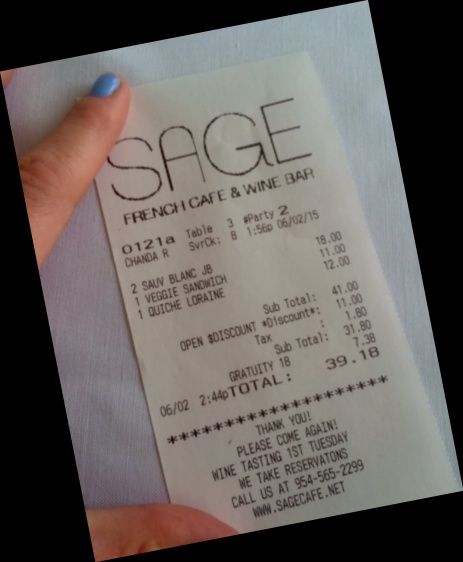 SAGE
FRENCH CAFE & WINE BAR
0121a Table 3 #Party 2
CHANDA R SvrCk: 8 1:56p 06/02/15
2 SAUV BLANC JB 18.00
1 VEGGIE SANDWICH 11.00
1 QUICHE LORAINE 12.00
Sub Total: 41.00
OPEN $DISCOUNT *Discount*: 11.00
Tax : 1.80
Sub Total: 31.80
GRATUITY 18 7.38
06/02 2:44p TOTAL: 39.18
********************
THANK YOU!
PLEASE COME AGAIN!
WINE TASTING 1ST TUESDAY
WE TAKE RESERVATONS
CALL US AT 954-565-2299
WWW.SAGECAFE.NET